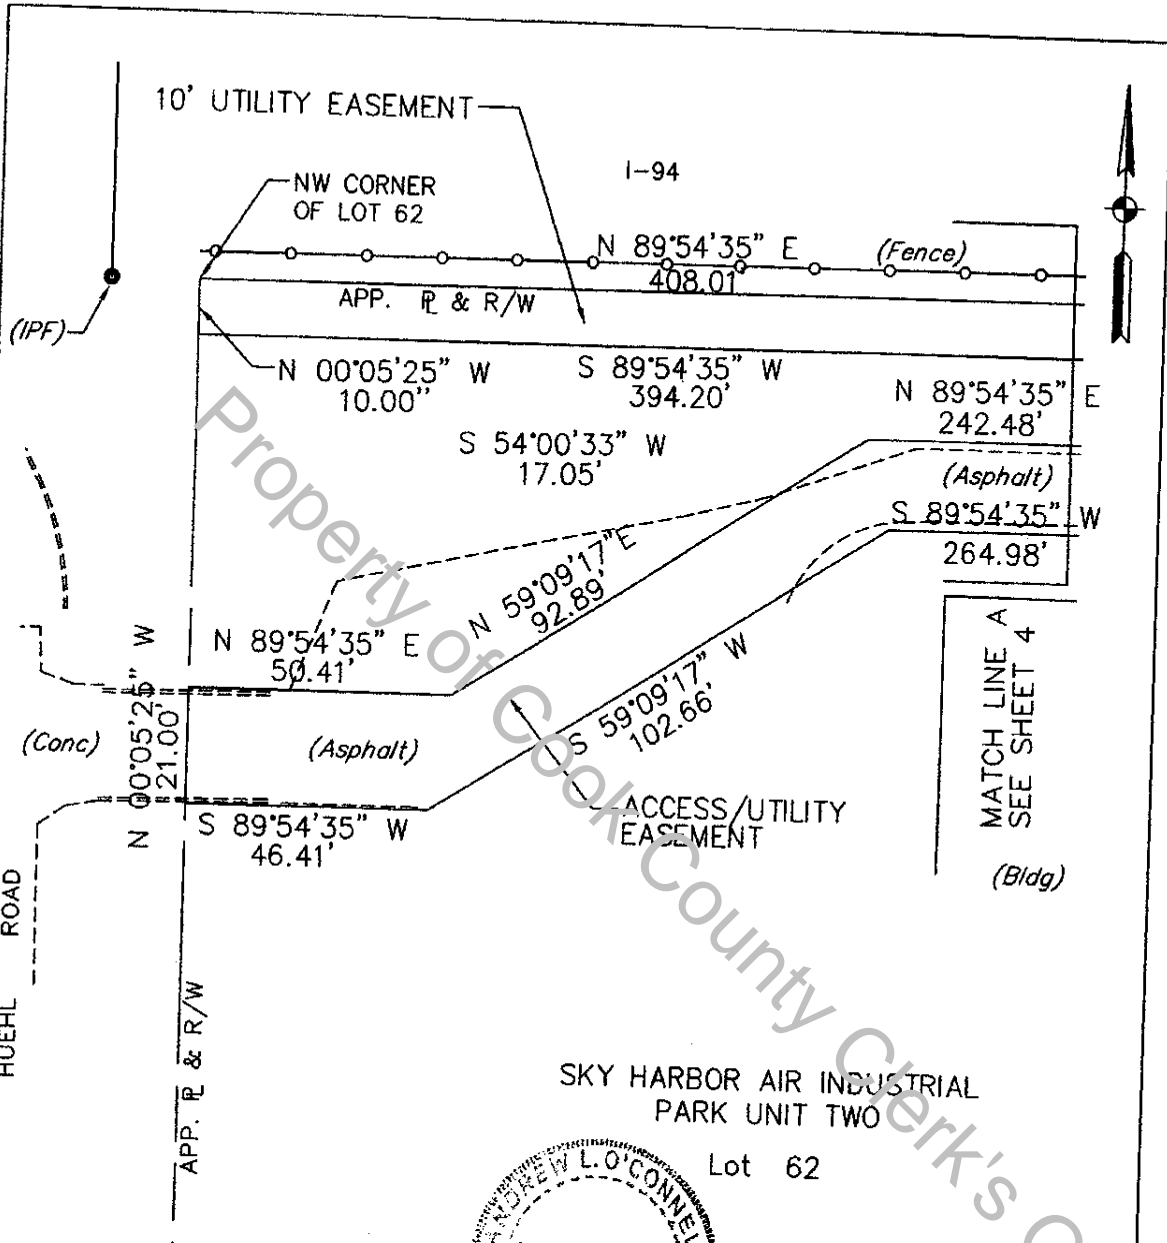 10' UTILITY EASEMENT
I-94
NW CORNER
OF LOT 62
N 89°54'35" E
408.01'
(Fence)
APP. ⅊ & R/W
(IPF)
N 00°05'25" W
10.00''
S 89°54'35" W
394.20'
N 89°54'35" E
242.48'
S 54°00'33" W
17.05'
(Asphalt)
S 89°54'35" W
264.98'
N 59°09'17" E
92.89'
N 89°54'35" E
50.41'
S 59°09'17" W
102.66'
N 00°05'25" W
21.00'
(Conc)
(Asphalt)
MATCH LINE A
SEE SHEET 4
S 89°54'35" W
46.41'
ACCESS/UTILITY
EASEMENT
(Bldg)
HUEHL ROAD
APP. ⅊ & R/W
SKY HARBOR AIR INDUSTRIAL
PARK UNIT TWO
Lot 62
ANDREW L. O'CONNEL
Property of Cook County Clerk's